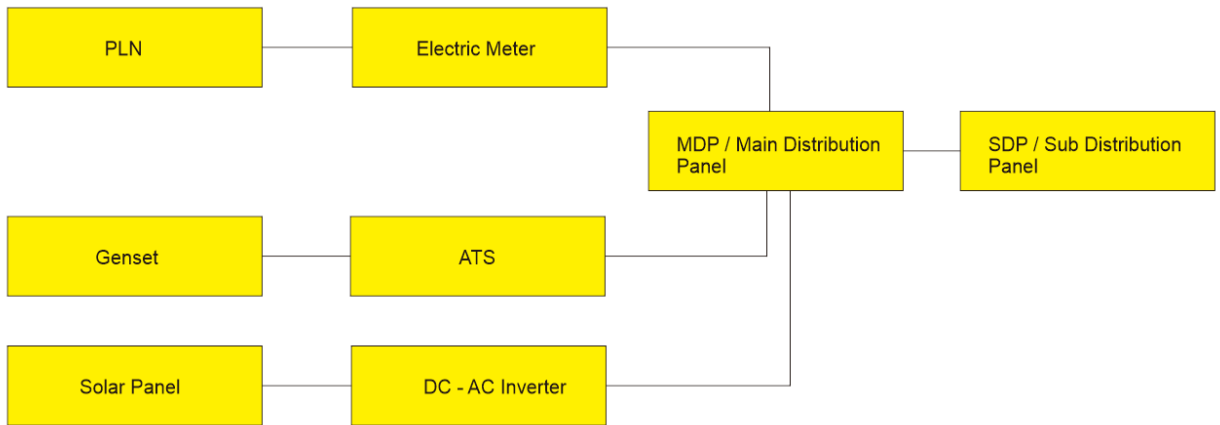 PLN
Electric Meter
MDP / Main Distribution
Panel
SDP / Sub Distribution
Panel
Genset
ATS
Solar Panel
DC - AC Inverter